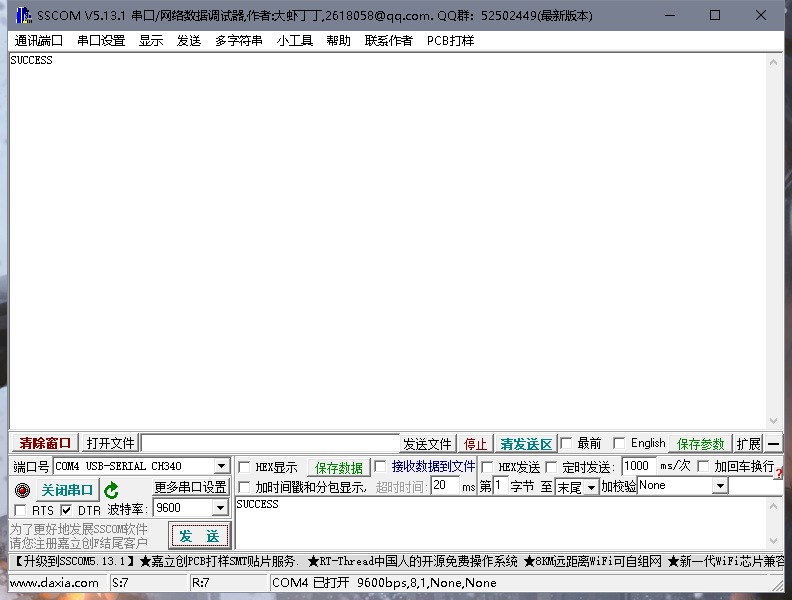 SSCOM V5.13.1 串口/网络数据调试器,作者:大虾丁丁,2618058@qq.com. QQ群: 52502449(最新版本)
通讯端口 串口设置 显示 发送 多字符串 小工具 帮助 联系作者 PCB打样
SUCCESS
清除窗口 打开文件 发送文件 停止 清发送区 最前 English 保存参数 扩展 —
端口号 COM4 USB-SERIAL CH340 HEX显示 保存数据 接收数据到文件 HEX发送 定时发送: 1000 ms/次 加回车换行
关闭串口 更多串口设置 加时间戳和分包显示, 超时时间: 20 ms 第 1 字节 至 末尾 加校验 None
RTS DTR 波特率: 9600
SUCCESS
为了更好地发展SSCOM软件
请您注册嘉立创F结尾客户
发 送
【升级到SSCOM5.13.1】★嘉立创PCB打样SMT贴片服务. ★RT-Thread中国人的开源免费操作系统 ★8KM远距离WiFi可自组网 ★新一代WiFi芯片兼容
www.daxia.com S:7 R:7 COM4 已打开 9600bps,8,1,None,None